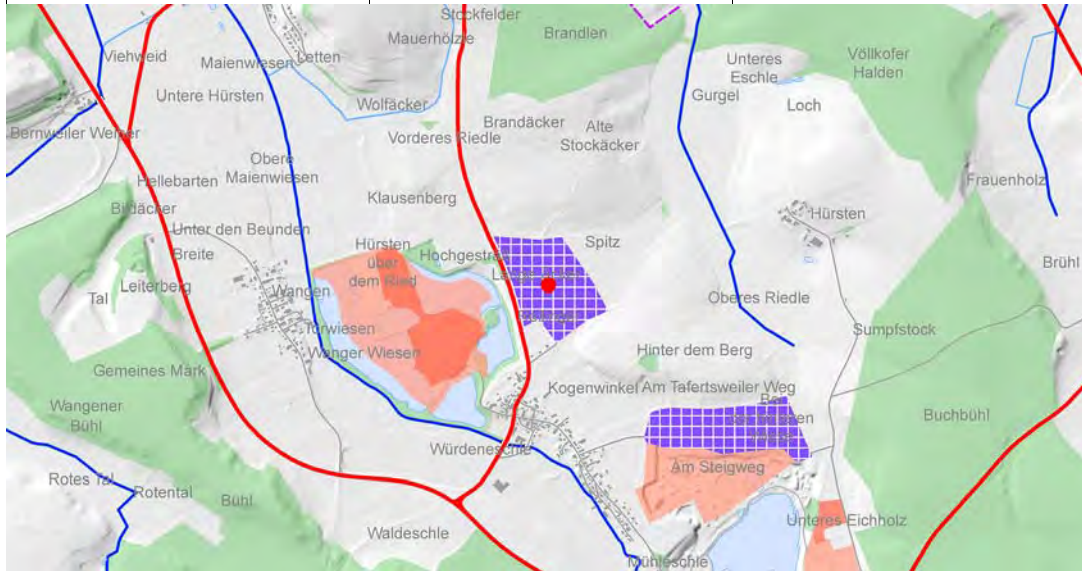 Stockfelder
Mauerhölzle
Brandlen
Viehweid
Maienwiesen
Letten
Unteres
Eschle
Völlkofer
Halden
Untere Hürsten
Wolfäcker
Gurgel
Loch
Bernweiler Weiher
Vorderes Riedle
Brandäcker
Alte
Stockäcker
Obere
Maienwiesen
Hellebarten
Klausenberg
Frauenholz
Bildäcker
Unter den Beunden
Hürsten
Breite
Hürsten
über
dem Ried
Hochgesträß
Spitz
Tal
Leiterberg
Wangen
Oberes Riedle
Brühl
Torwiesen
Sumpfstock
Wanger Wiesen
Hinter dem Berg
Gemeines Mark
Kogenwinkel
Am Tafertsweiler Weg
Wangener
Bühl
Buchbühl
Würdeneschle
Rotes Tal
Rotental
Bühl
Am Steigweg
Waldeschle
Unteres Eichholz
Mühleschle